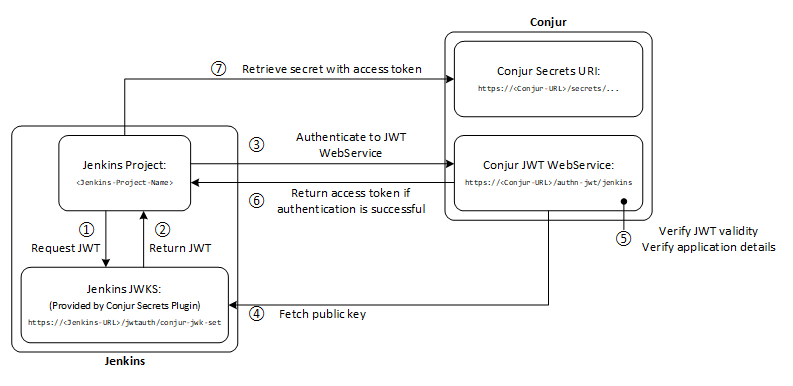 Conjur
Conjur Secrets URI:
https://<Conjur-URL>/secrets/...
⑦ Retrieve secret with access token
Jenkins Project:
<Jenkins-Project-Name>
③ Authenticate to JWT
WebService
Conjur JWT WebService:
https://<Conjur-URL>/authn-jwt/jenkins
⑥ Return access token if
authentication is successful
① Request JWT
② Return JWT
⑤ Verify JWT validity
Verify application details
Jenkins JWKS:
(Provided by Conjur Secrets Plugin)
https://<Jenkins-URL>/jwtauth/conjur-jwk-set
④ Fetch public key
Jenkins